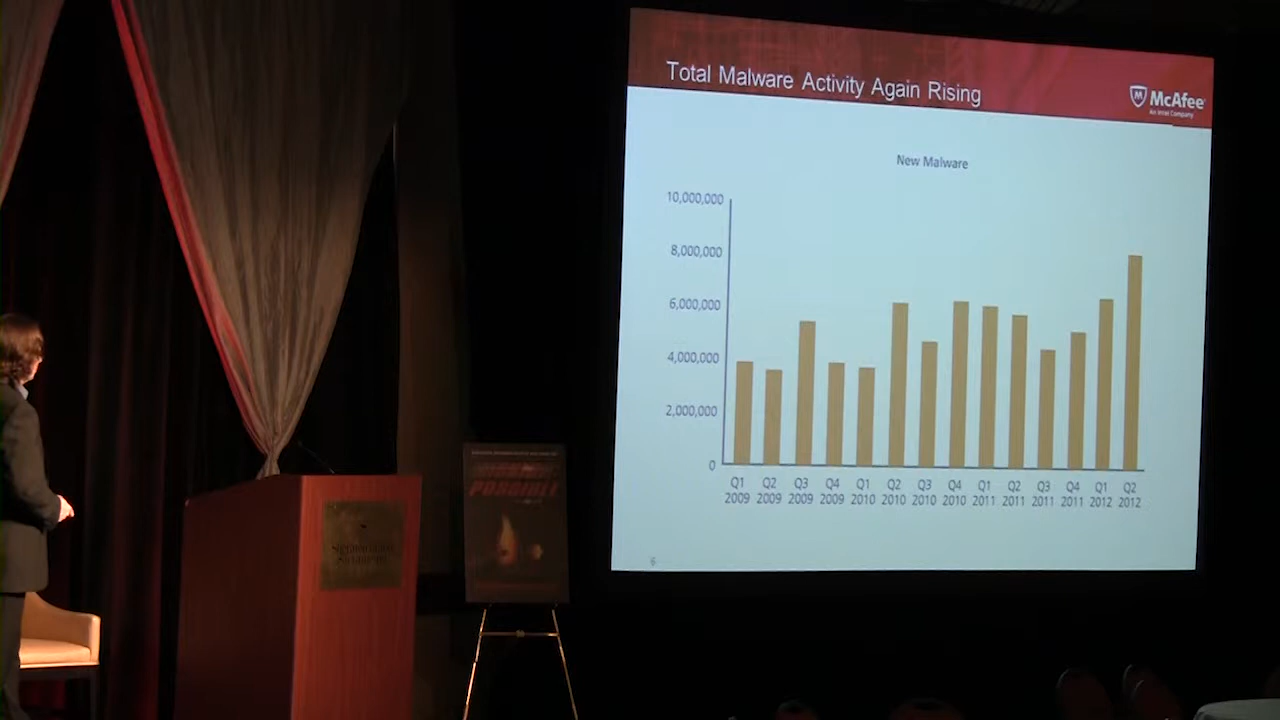 Total Malware Activity Again Rising
McAfee
An Intel Company
New Malware
10,000,000
8,000,000
6,000,000
4,000,000
2,000,000
0
Q1 Q2 Q3 Q4 Q1 Q2 Q3 Q4 Q1 Q2 Q3 Q4 Q1 Q2
2009 2009 2009 2009 2010 2010 2010 2010 2011 2011 2011 2011 2012 2012